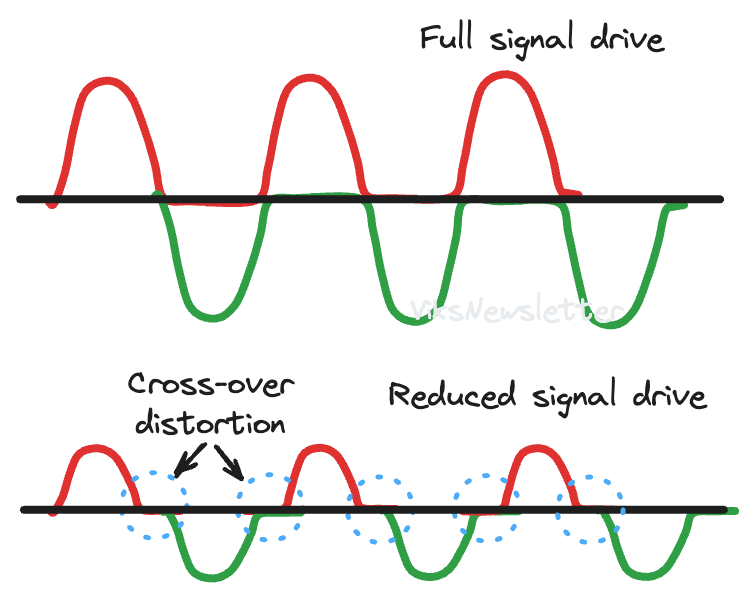 Full signal drive
ViksNewsletter
Cross-over
distortion
Reduced signal drive